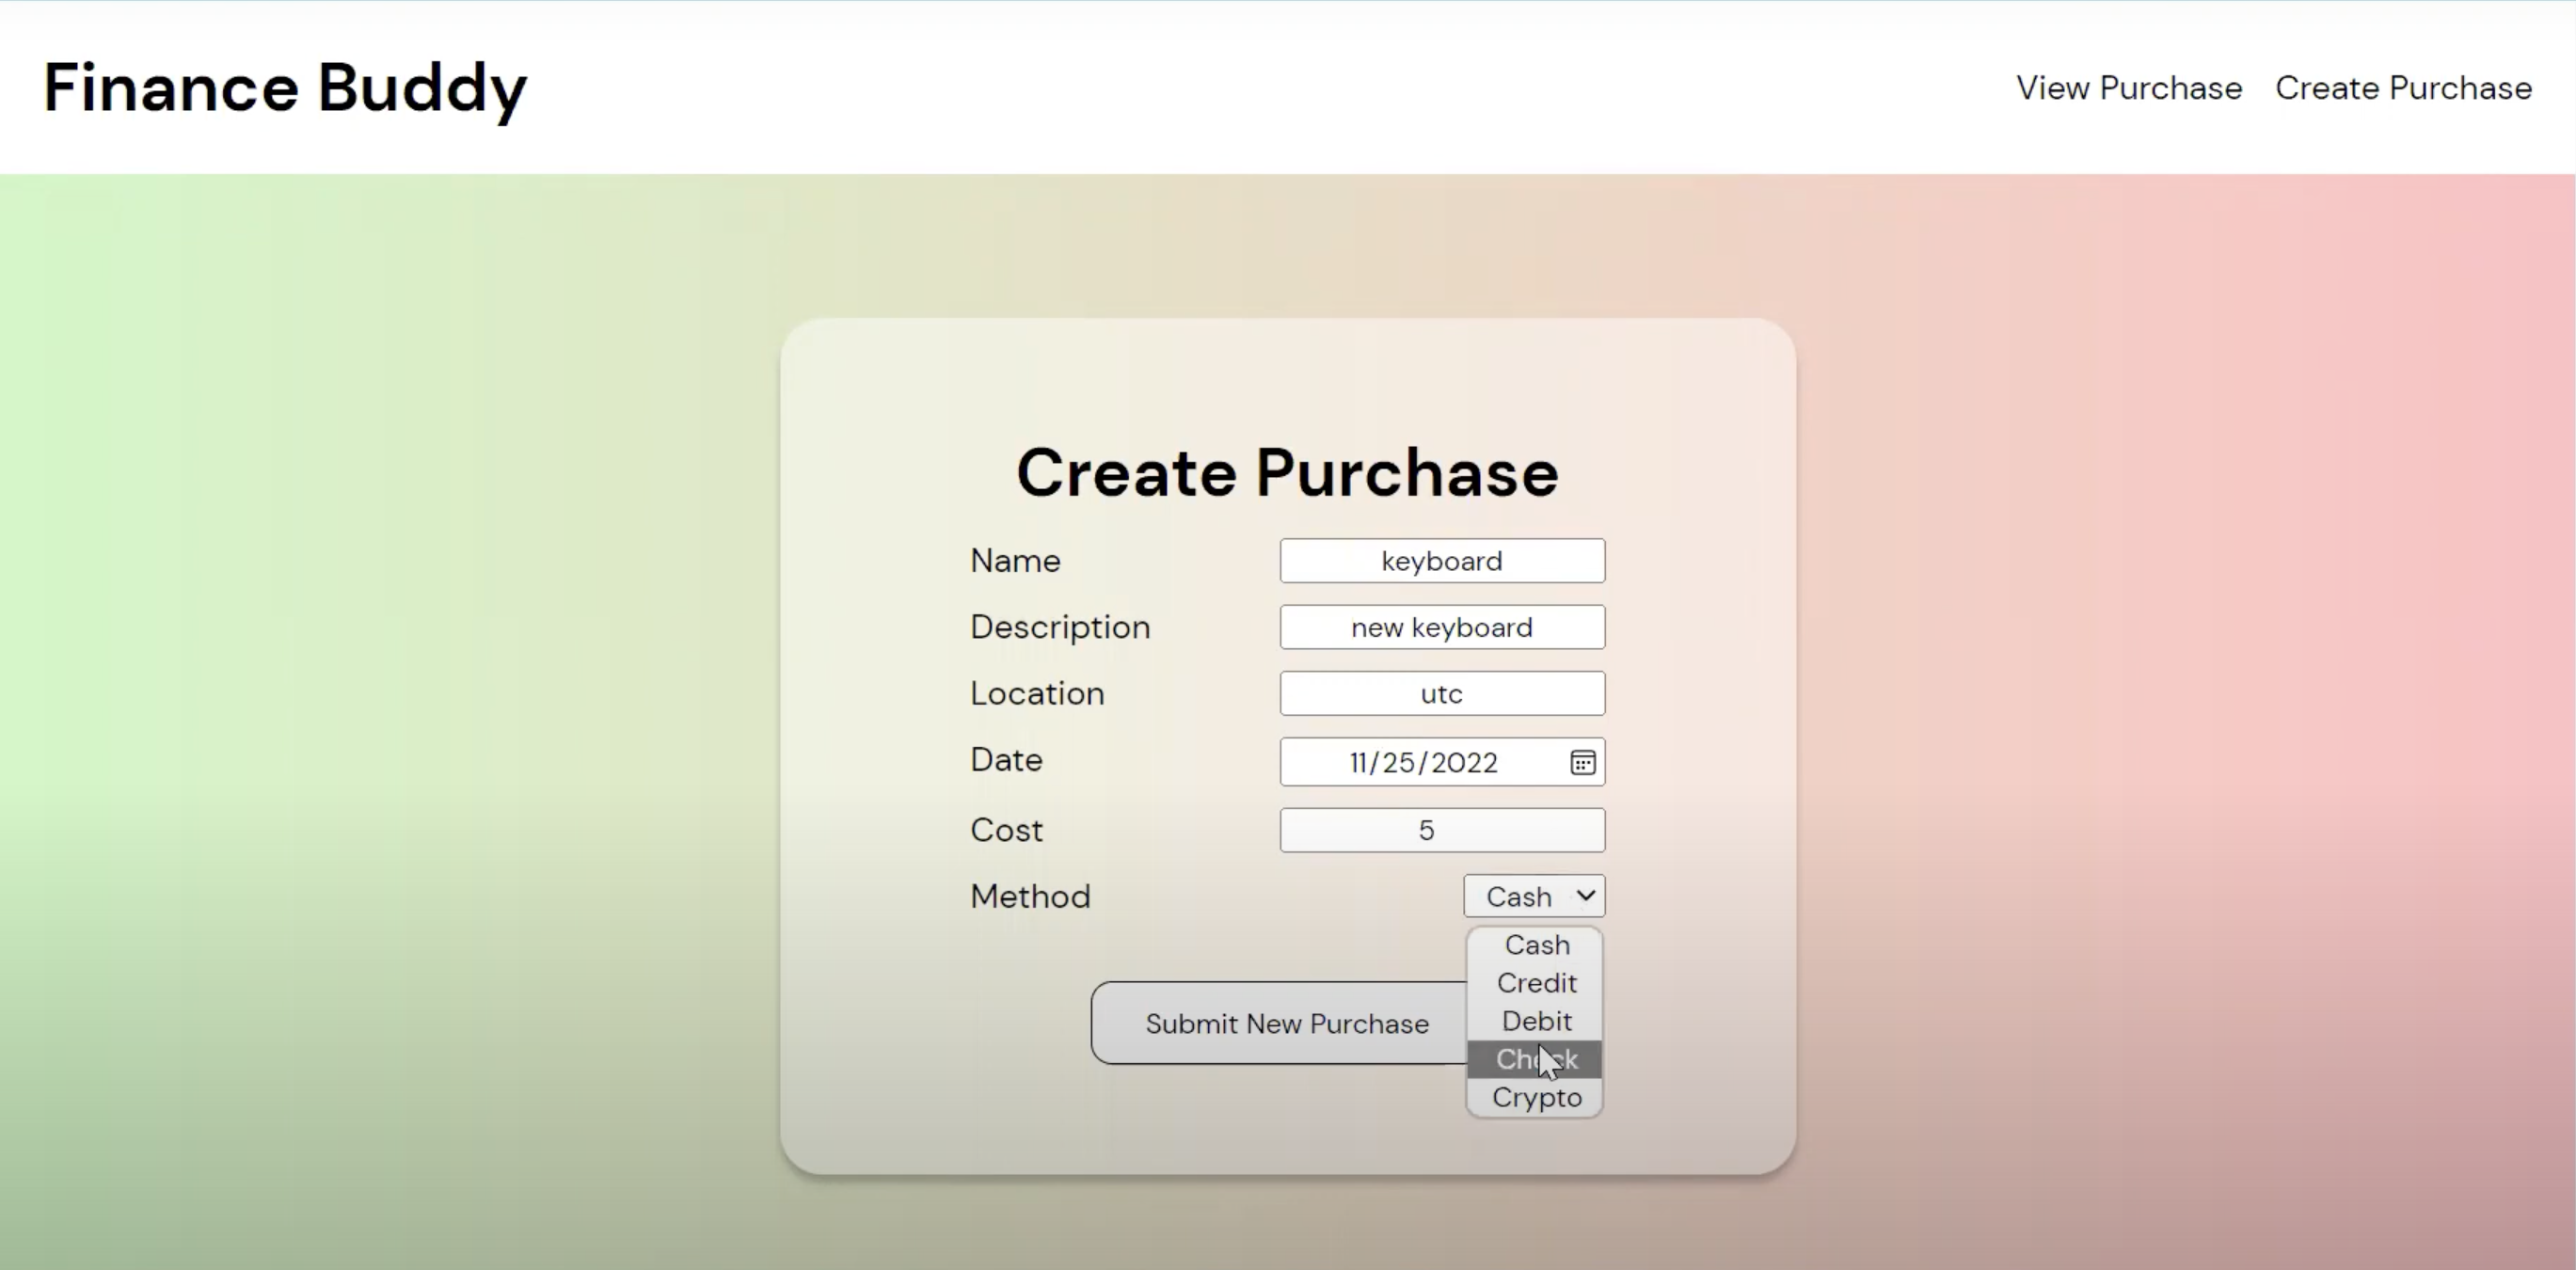 Finance Buddy
View Purchase
Create Purchase
Create Purchase
Name
keyboard
Description
new keyboard
Location
utc
Date
11/25/2022
Cost
5
Method
Cash
Cash
Credit
Debit
Check
Crypto
Submit New Purchase